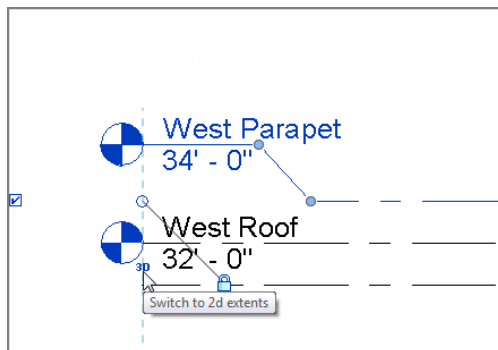 West Parapet
34' - 0"
West Roof
32' - 0"
3D
Switch to 2d extents